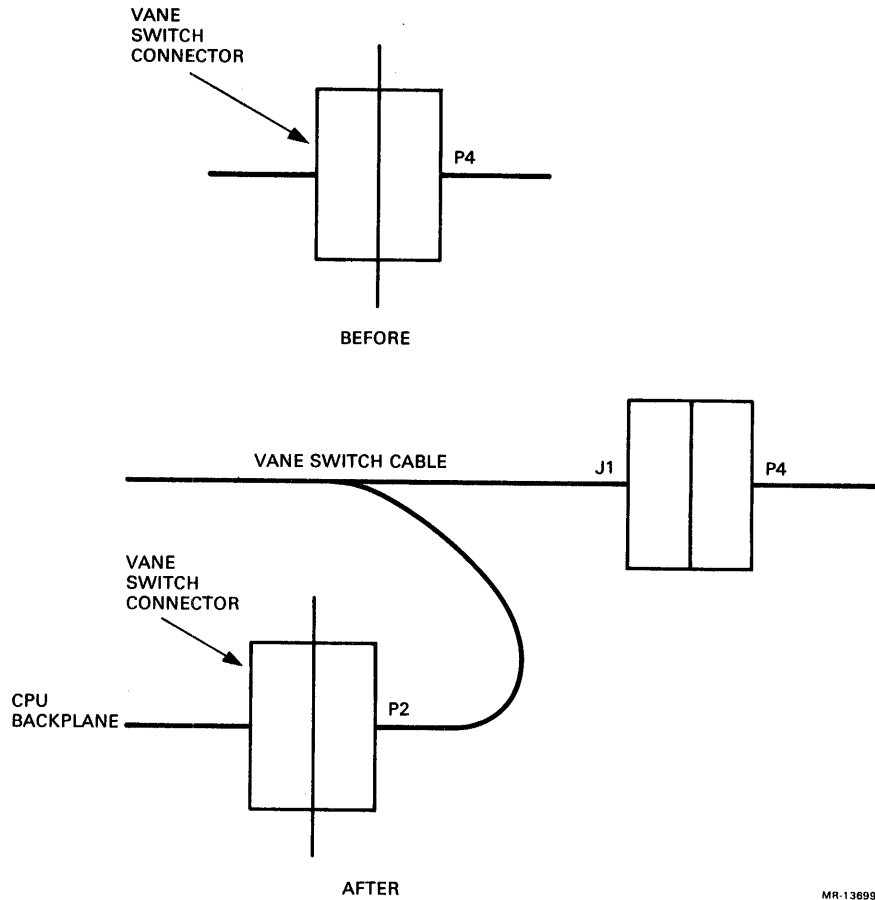 VANE
SWITCH
CONNECTOR
P4
BEFORE
VANE SWITCH CABLE
J1
P4
VANE
SWITCH
CONNECTOR
CPU
BACKPLANE
P2
AFTER
MR-13699